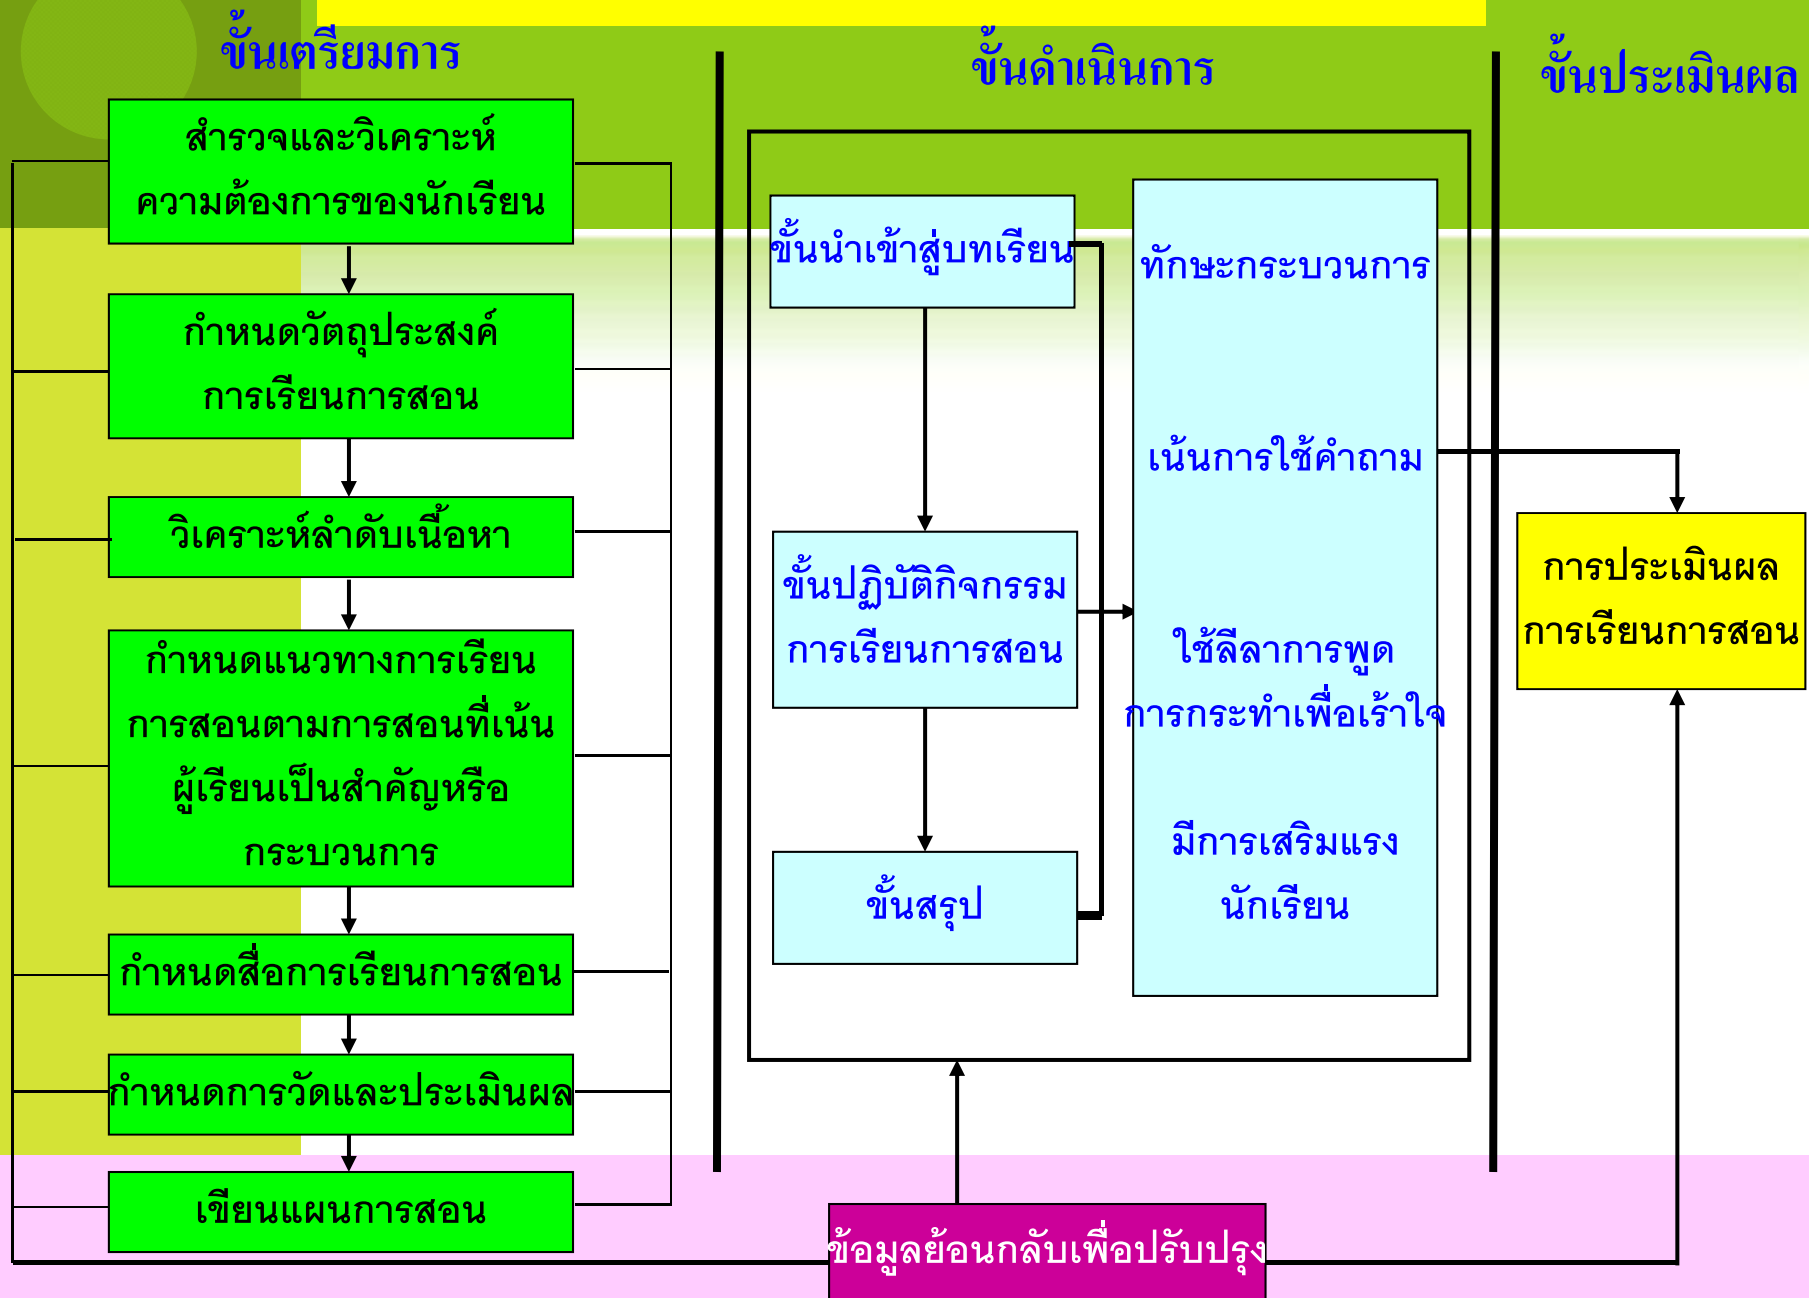 ขั้นเตรียมการ
สำรวจและวิเคราะห์
ความต้องการของนักเรียน
กำหนดวัตถุประสงค์
การเรียนการสอน
วิเคราะห์ลำดับเนื้อหา
กำหนดแนวทางการเรียน
การสอนตามการสอนที่เน้น
ผู้เรียนเป็นสำคัญหรือ
กระบวนการ
กำหนดสื่อการเรียนการสอน
กำหนดการวัดและประเมินผล
เขียนแผนการสอน
ขั้นดำเนินการ
ขั้นนำเข้าสู่บทเรียน
ขั้นปฏิบัติกิจกรรม
การเรียนการสอน
ขั้นสรุป
ทักษะกระบวนการ
เน้นการใช้คำถาม
ใช้ลีลาการพูด
การกระทำเพื่อเร้าใจ
มีการเสริมแรง
นักเรียน
ขั้นประเมินผล
การประเมินผล
การเรียนการสอน
ข้อมูลย้อนกลับเพื่อปรับปรุง